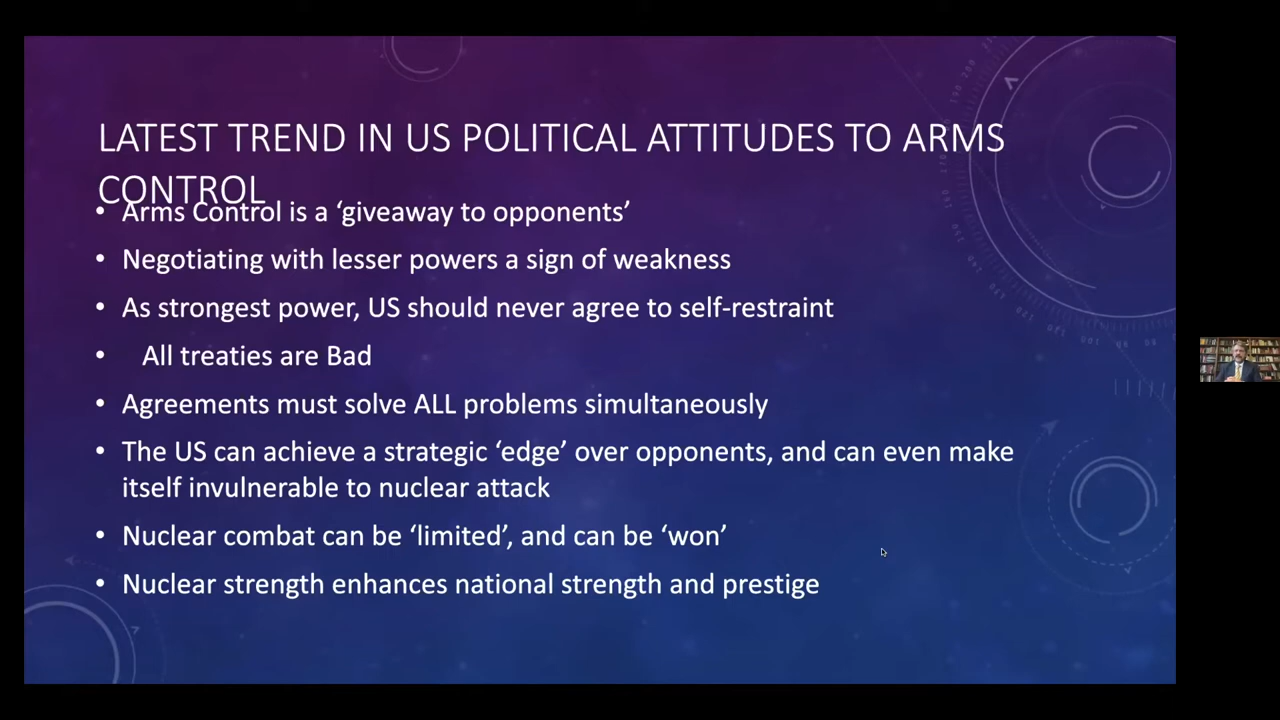 LATEST TREND IN US POLITICAL ATTITUDES TO ARMS
CONTROL
• Arms Control is a ‘giveaway to opponents’
• Negotiating with lesser powers a sign of weakness
• As strongest power, US should never agree to self-restraint
• All treaties are Bad
• Agreements must solve ALL problems simultaneously
• The US can achieve a strategic ‘edge’ over opponents, and can even make
itself invulnerable to nuclear attack
• Nuclear combat can be ‘limited’, and can be ‘won’
• Nuclear strength enhances national strength and prestige